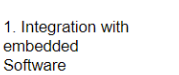 1. Integration with
embedded
Software